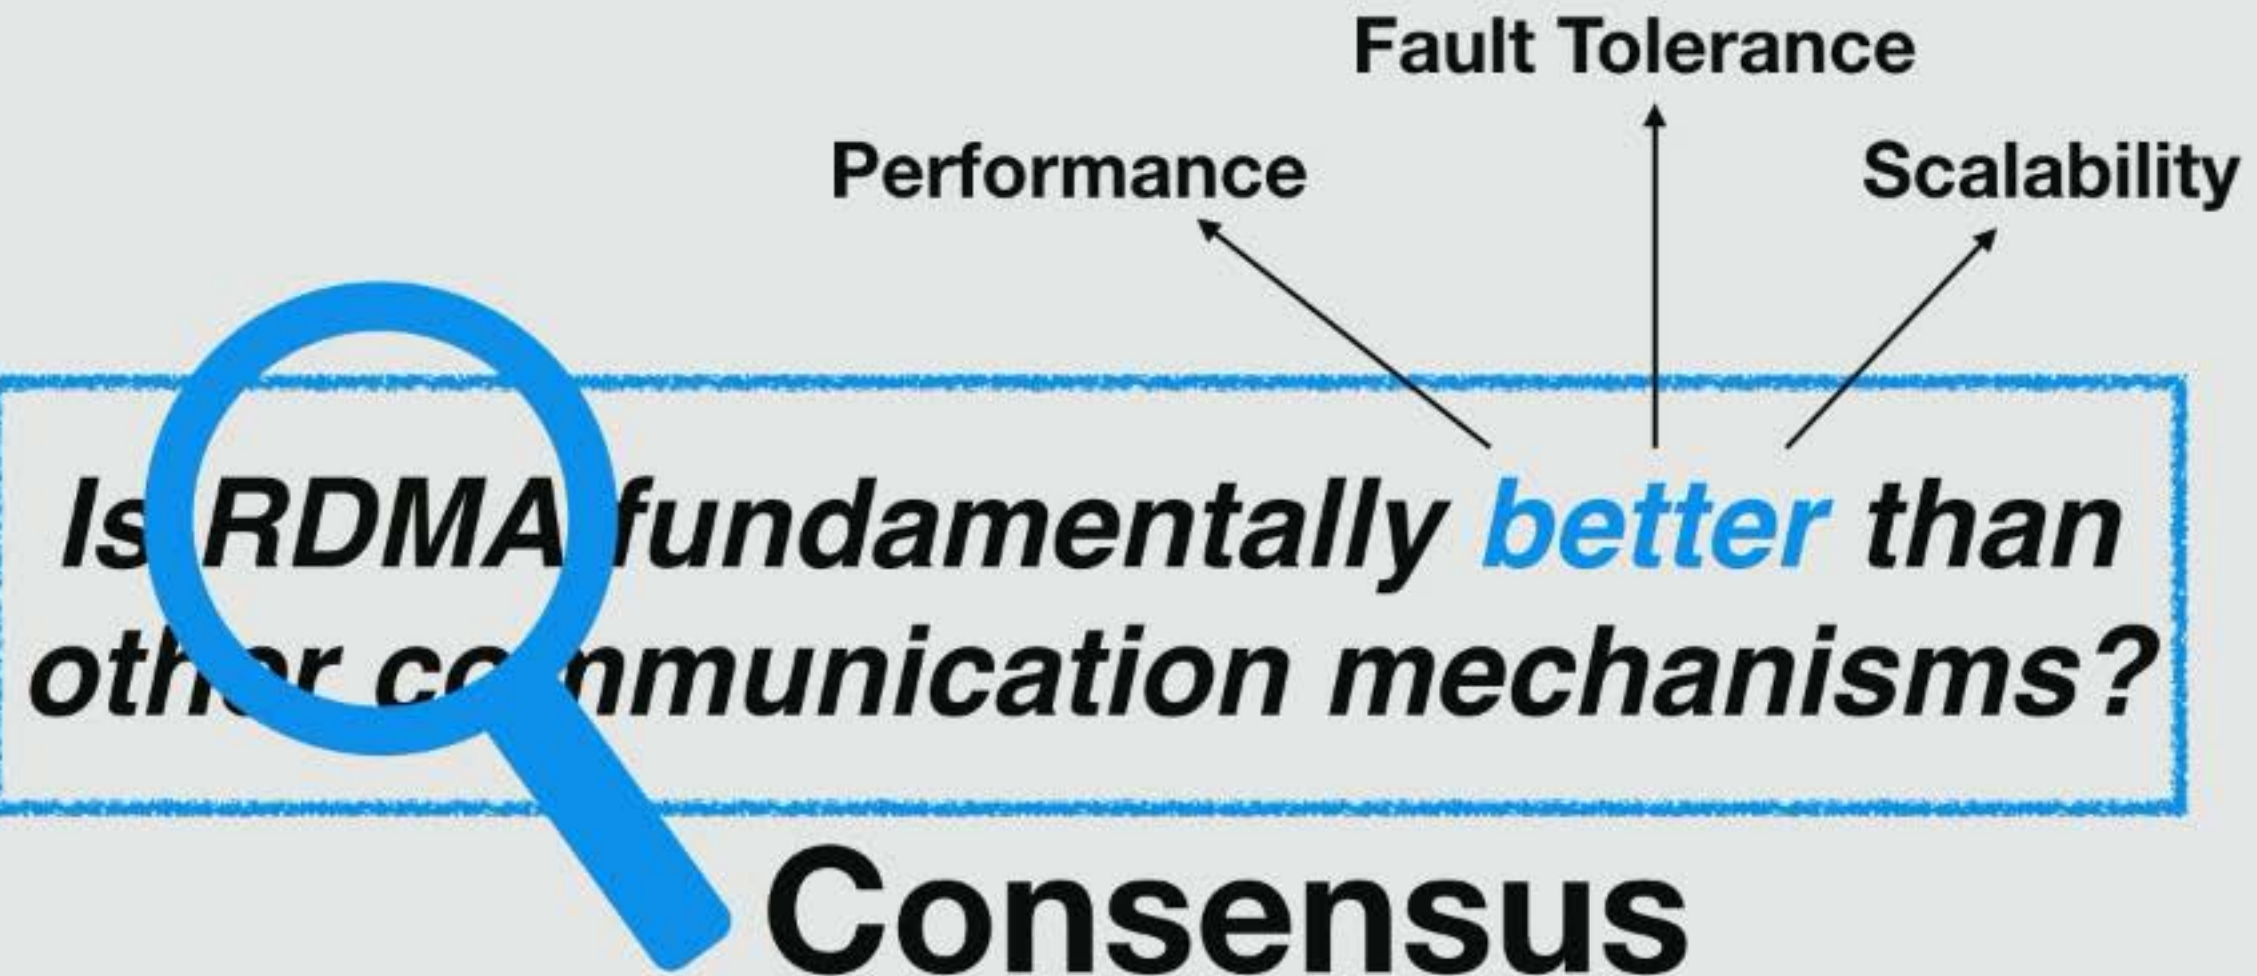 Fault Tolerance
Performance
Scalability
Is RDMA fundamentally better than
other communication mechanisms?
Consensus